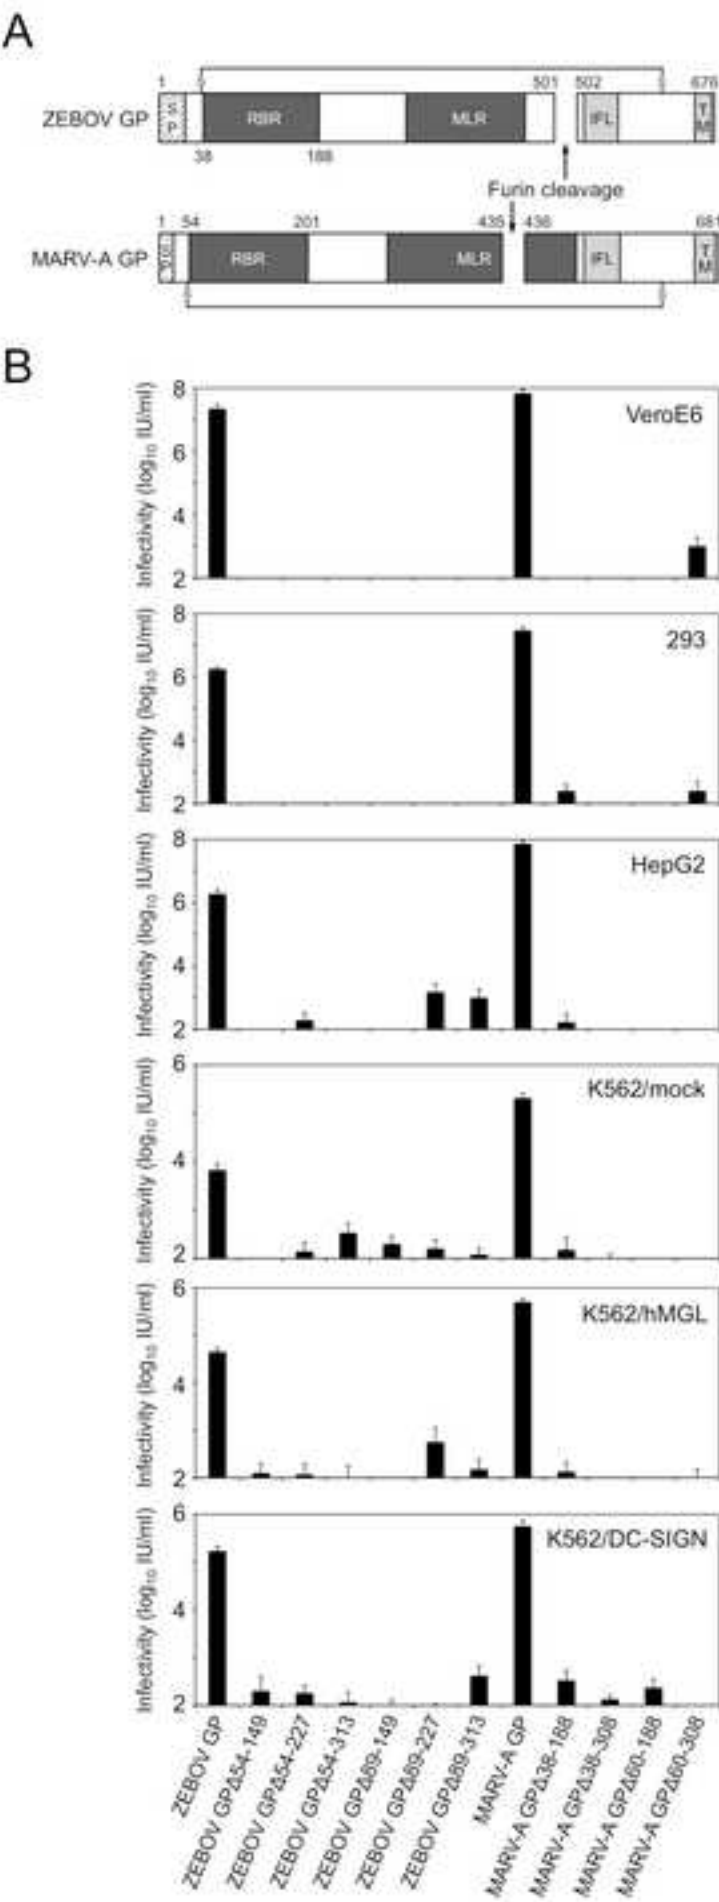 A
1 501 502 676
ZEBOV GP
SP RBR MLR IFL TM
38 188
Furin cleavage
1 54 201 435 436 681
MARV-A GP
RBR MLR IFL TM
B
Infectivity (log10 IU/ml)
8
6
4
2
VeroE6
Infectivity (log10 IU/ml)
8
6
4
2
293
Infectivity (log10 IU/ml)
8
6
4
2
HepG2
Infectivity (log10 IU/ml)
6
4
2
K562/mock
Infectivity (log10 IU/ml)
6
4
2
K562/hMGL
Infectivity (log10 IU/ml)
6
4
2
K562/DC-SIGN
ZEBOV GP
ZEBOV GPΔ54-149
ZEBOV GPΔ54-227
ZEBOV GPΔ54-313
ZEBOV GPΔ89-149
ZEBOV GPΔ89-227
ZEBOV GPΔ89-313
MARV-A GP
MARV-A GPΔ38-188
MARV-A GPΔ38-308
MARV-A GPΔ60-188
MARV-A GPΔ60-308